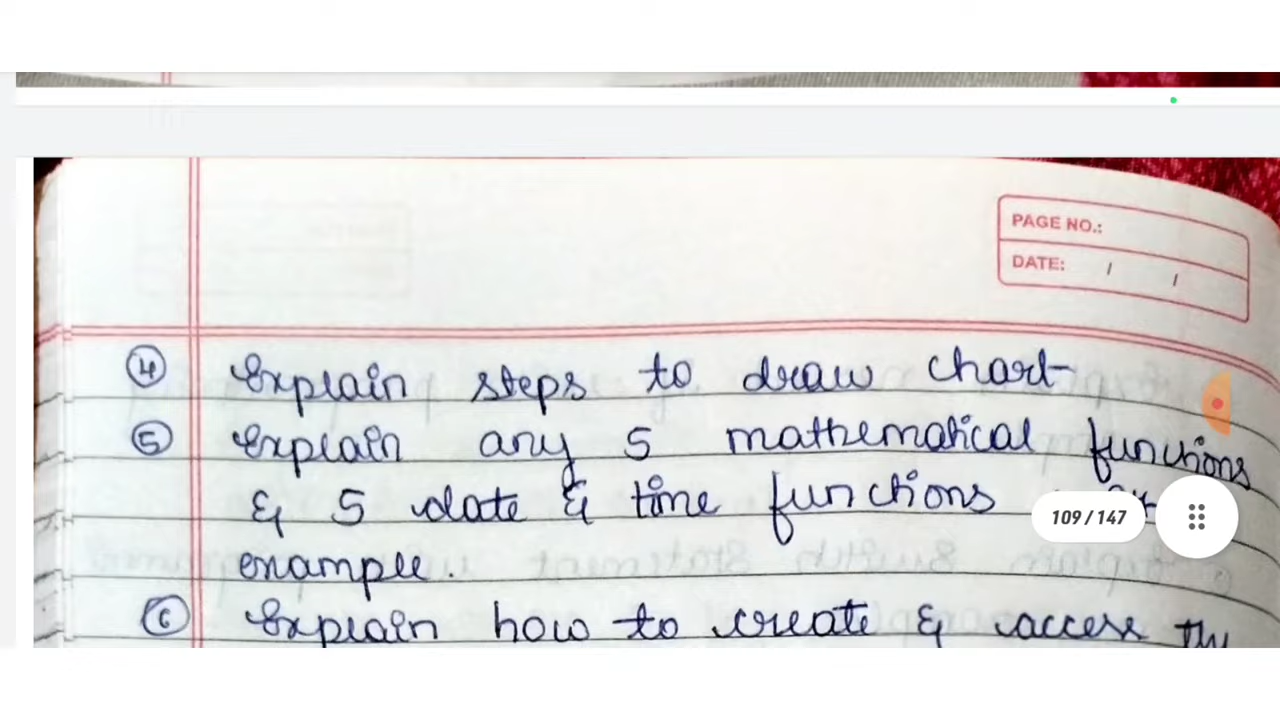 PAGE NO.:
DATE: / /
4 Explain steps to draw chart
5 Explain any 5 mathematical functions
& 5 date & time functions
example.
109 / 147
6 Explain how to create & access